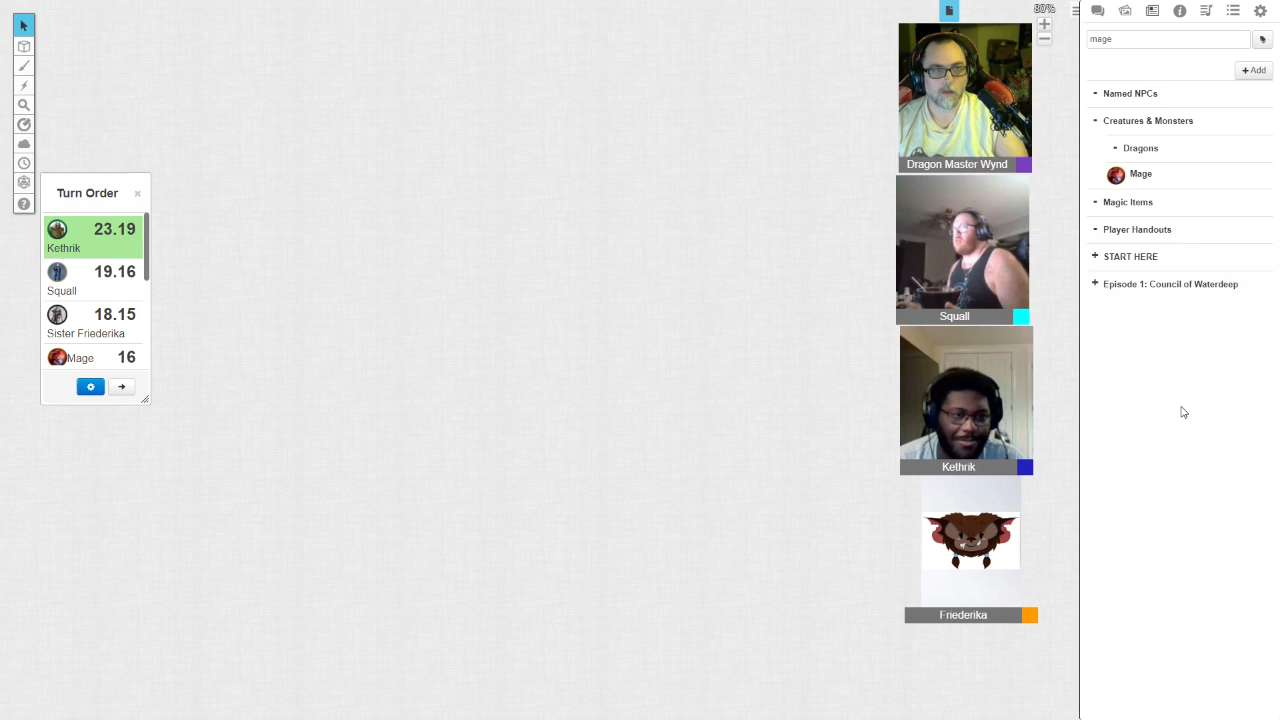 Turn Order ×
23.19
Kethrik
19.16
Squall
18.15
Sister Friederika
Mage 16
Dragon Master Wynd
Squall
Kethrik
Friederika
80%
mage
+ Add
- Named NPCs
- Creatures & Monsters
- Dragons
Mage
- Magic Items
- Player Handouts
+ START HERE
+ Episode 1: Council of Waterdeep